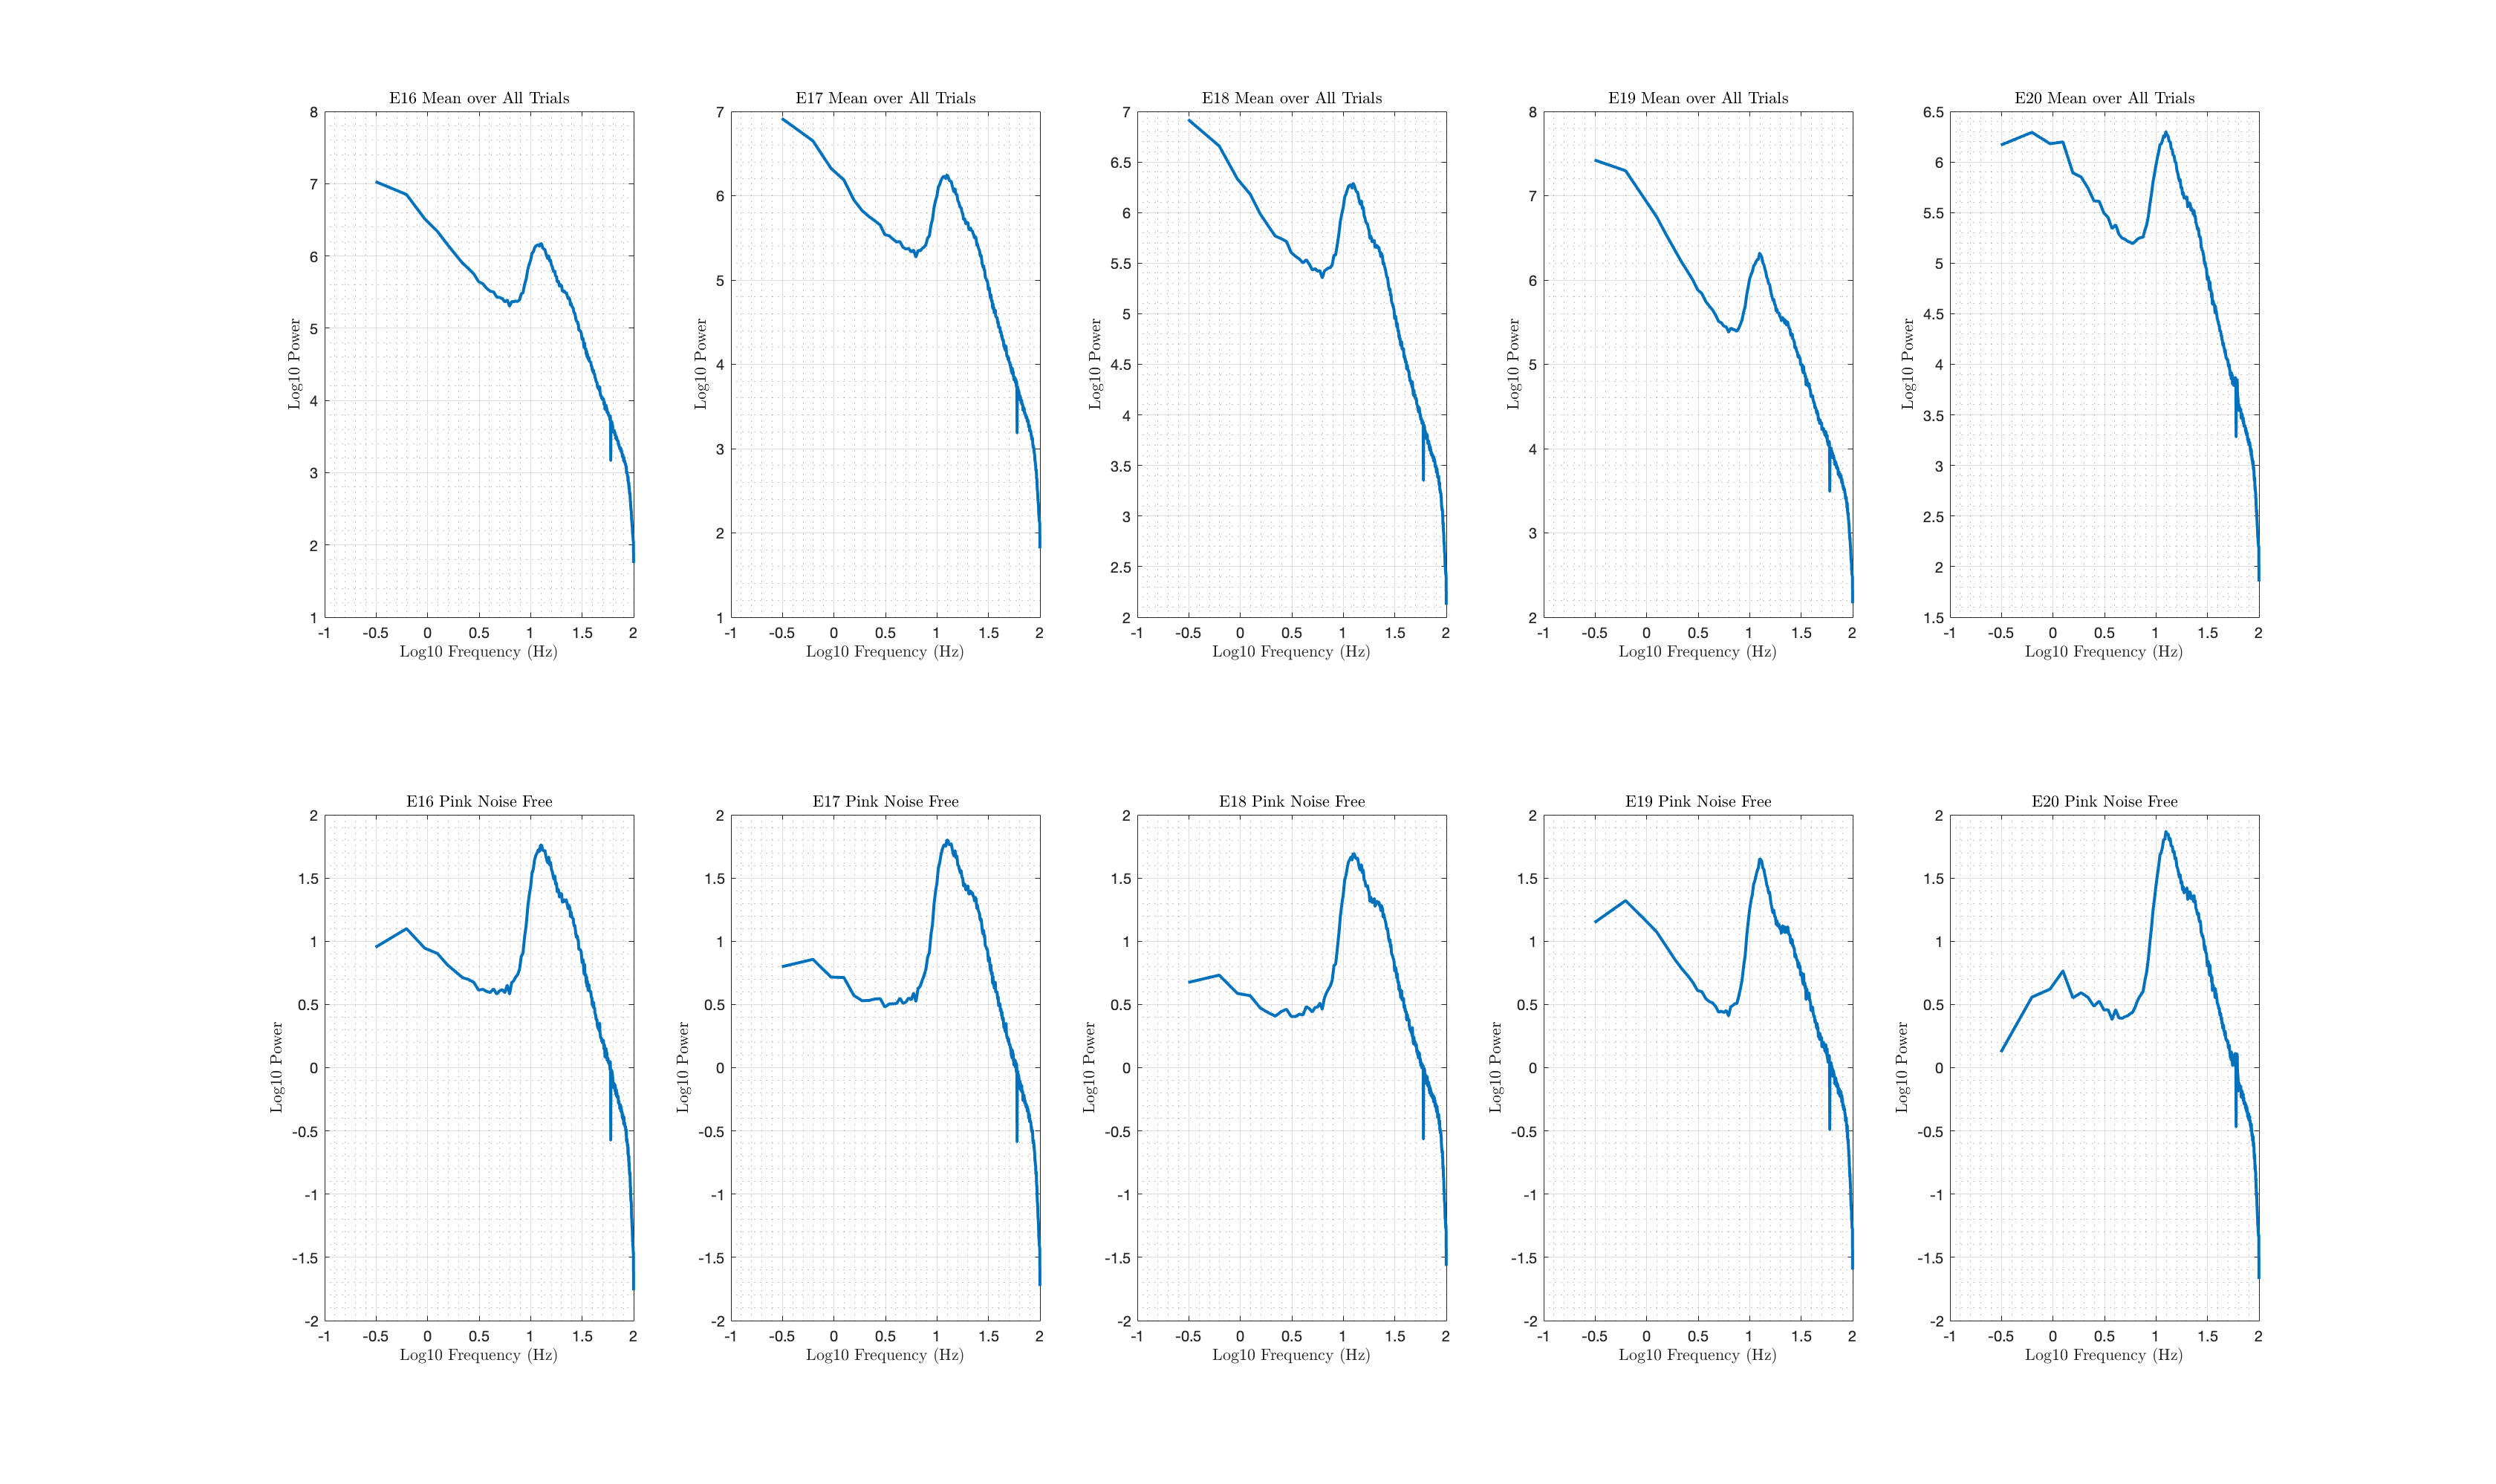 E16 Mean over All Trials
8
7
6
5
4
3
2
1
-1 -0.5 0 0.5 1 1.5 2
Log10 Power
Log10 Frequency (Hz)
E17 Mean over All Trials
7
6
5
4
3
2
1
-1 -0.5 0 0.5 1 1.5 2
Log10 Power
Log10 Frequency (Hz)
E18 Mean over All Trials
7
6.5
6
5.5
5
4.5
4
3.5
3
2.5
2
-1 -0.5 0 0.5 1 1.5 2
Log10 Power
Log10 Frequency (Hz)
E19 Mean over All Trials
8
7
6
5
4
3
2
-1 -0.5 0 0.5 1 1.5 2
Log10 Power
Log10 Frequency (Hz)
E20 Mean over All Trials
6.5
6
5.5
5
4.5
4
3.5
3
2.5
2
1.5
-1 -0.5 0 0.5 1 1.5 2
Log10 Power
Log10 Frequency (Hz)
E16 Pink Noise Free
2
1.5
1
0.5
0
-0.5
-1
-1.5
-2
-1 -0.5 0 0.5 1 1.5 2
Log10 Power
Log10 Frequency (Hz)
E17 Pink Noise Free
2
1.5
1
0.5
0
-0.5
-1
-1.5
-2
-1 -0.5 0 0.5 1 1.5 2
Log10 Power
Log10 Frequency (Hz)
E18 Pink Noise Free
2
1.5
1
0.5
0
-0.5
-1
-1.5
-2
-1 -0.5 0 0.5 1 1.5 2
Log10 Power
Log10 Frequency (Hz)
E19 Pink Noise Free
2
1.5
1
0.5
0
-0.5
-1
-1.5
-2
-1 -0.5 0 0.5 1 1.5 2
Log10 Power
Log10 Frequency (Hz)
E20 Pink Noise Free
2
1.5
1
0.5
0
-0.5
-1
-1.5
-2
-1 -0.5 0 0.5 1 1.5 2
Log10 Power
Log10 Frequency (Hz)